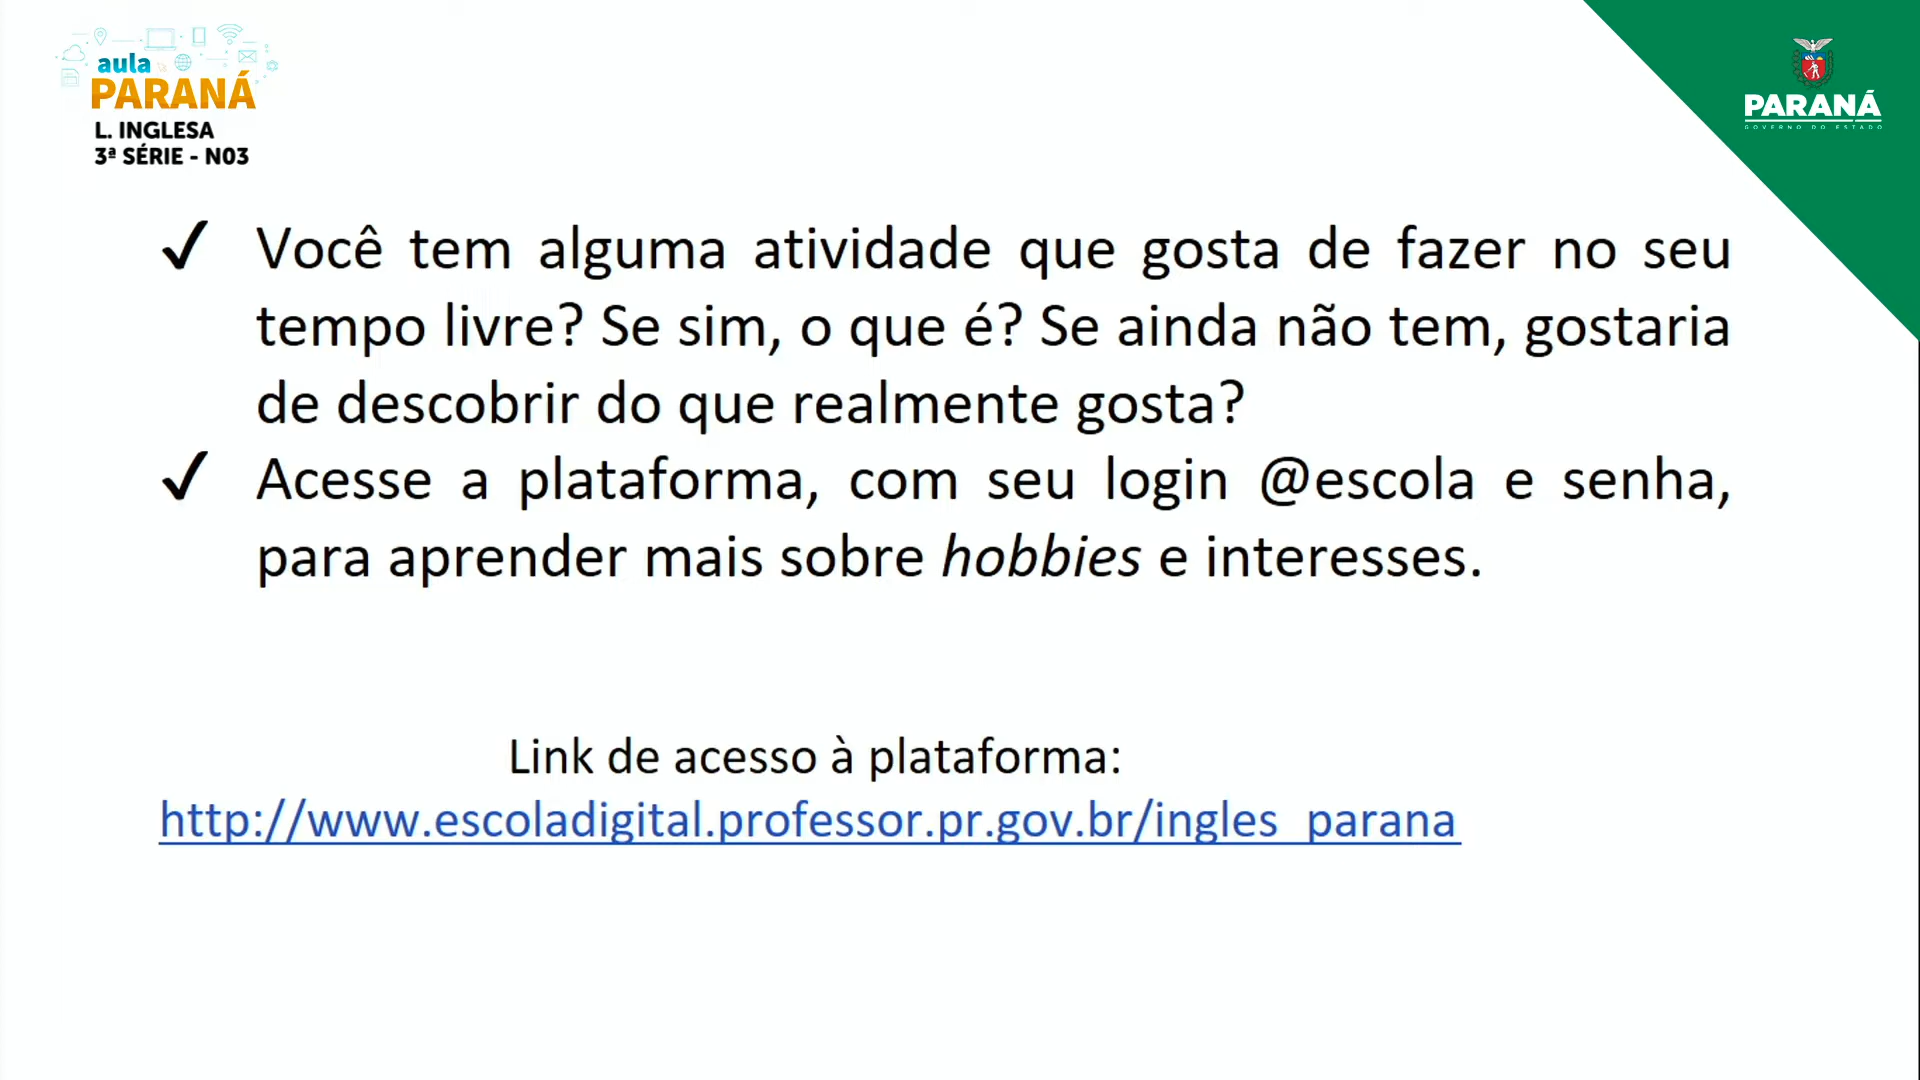 aula
PARANÁ
L. INGLESA
3ª SÉRIE - N03
PARANÁ
GOVERNO DO ESTADO
✓ Você tem alguma atividade que gosta de fazer no seu
tempo livre? Se sim, o que é? Se ainda não tem, gostaria
de descobrir do que realmente gosta?
✓ Acesse a plataforma, com seu login @escola e senha,
para aprender mais sobre hobbies e interesses.
Link de acesso à plataforma:
http://www.escoladigital.professor.pr.gov.br/ingles_parana